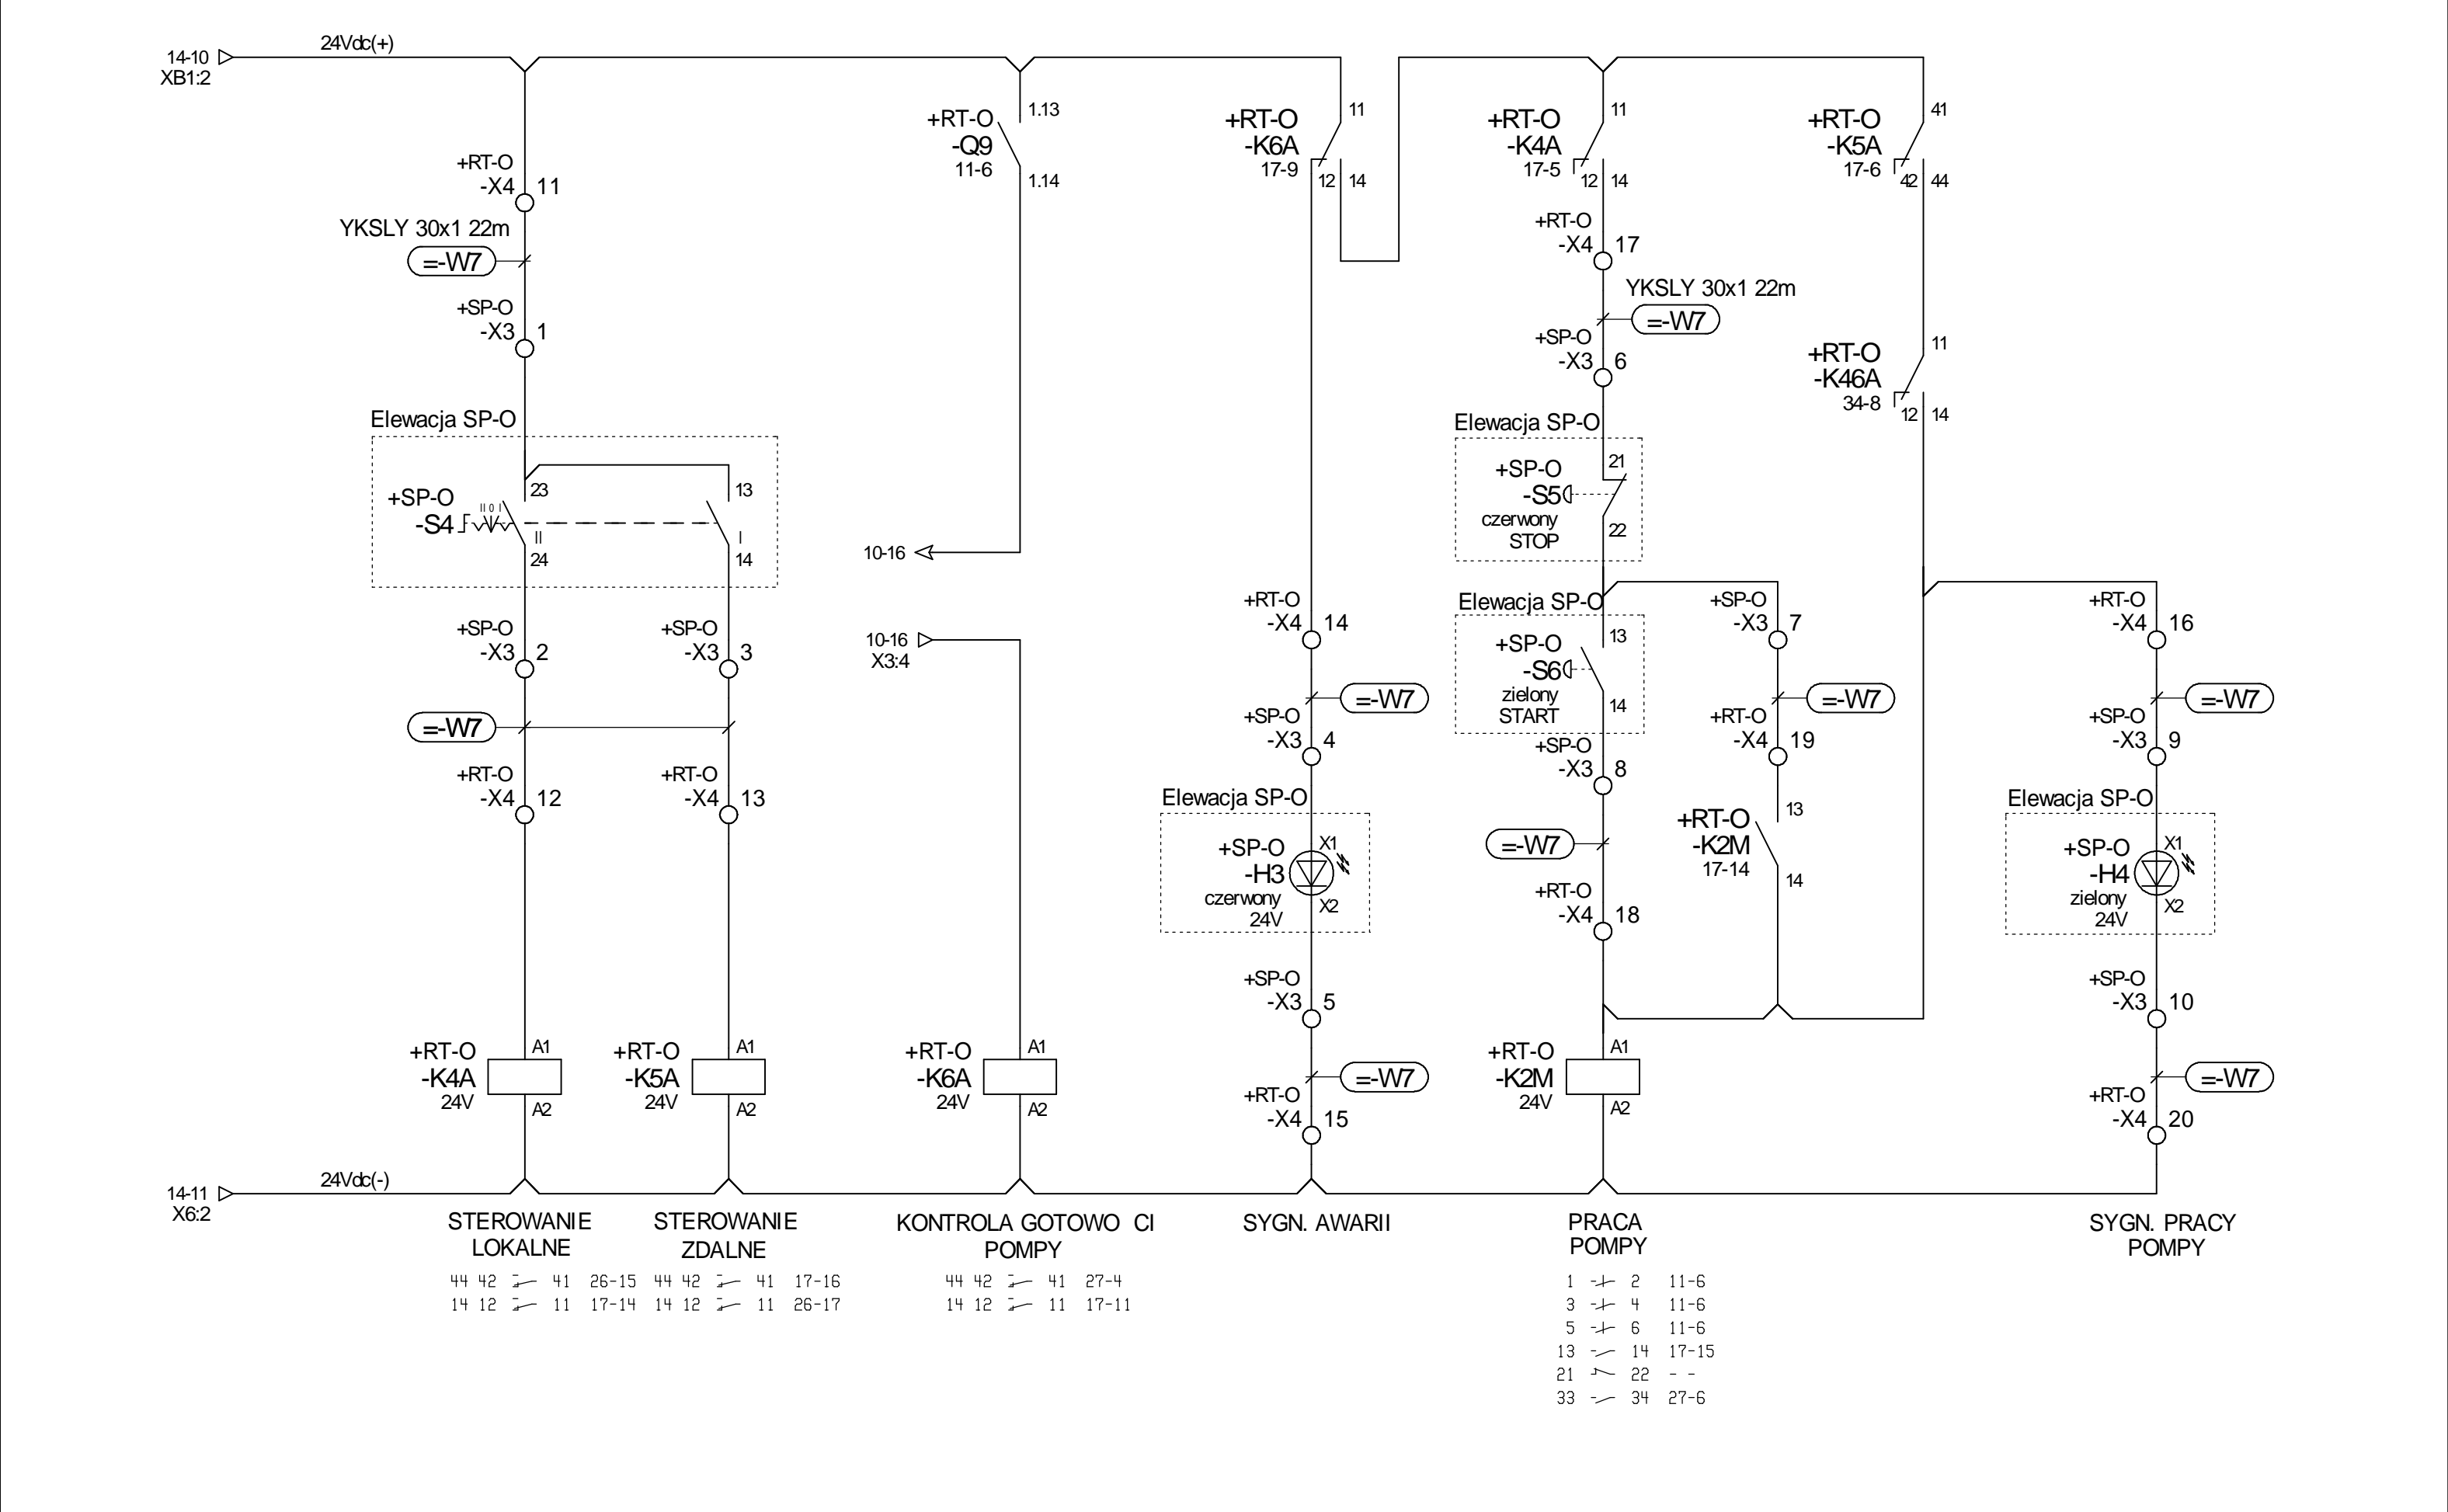 24Vdc(+)
14-10
XB1:2
+RT-O
-X4 11
YKSLY 30x1 22m
=-W7
+SP-O
-X3 1
Elewacja SP-O
+SP-O
-S4
II 0 I
23
II
24
13
I
14
+SP-O
-X3 2
+SP-O
-X3 3
=-W7
+RT-O
-X4 12
+RT-O
-X4 13
+RT-O
-K4A
24V
A1
A2
+RT-O
-K5A
24V
A1
A2
+RT-O
-Q9
11-6
1.13
1.14
10-16
10-16
X3:4
+RT-O
-K6A
24V
A1
A2
+RT-O
-K6A
17-9
11
12 14
+RT-O
-X4 14
=-W7
+SP-O
-X3 4
Elewacja SP-O
+SP-O
-H3
czerwony
24V
X1
X2
+SP-O
-X3 5
=-W7
+RT-O
-X4 15
+RT-O
-K4A
17-5
11
12 14
+RT-O
-X4 17
YKSLY 30x1 22m
=-W7
+SP-O
-X3 6
Elewacja SP-O
+SP-O
-S5
czerwony
STOP
21
22
Elewacja SP-O
+SP-O
-S6
zielony
START
13
14
+SP-O
-X3 8
=-W7
+RT-O
-X4 18
+RT-O
-K2M
24V
A1
A2
+SP-O
-X3 7
=-W7
+RT-O
-X4 19
+RT-O
-K2M
17-14
13
14
+RT-O
-K5A
17-6
41
42 44
+RT-O
-K46A
34-8
11
12 14
+RT-O
-X4 16
=-W7
+SP-O
-X3 9
Elewacja SP-O
+SP-O
-H4
zielony
24V
X1
X2
+SP-O
-X3 10
=-W7
+RT-O
-X4 20
24Vdc(-)
14-11
X6:2
STEROWANIE
LOKALNE
44 42 41 26-15
14 12 11 17-14
STEROWANIE
ZDALNE
44 42 41 17-16
14 12 11 26-17
KONTROLA GOTOWO CI
POMPY
44 42 41 27-4
14 12 11 17-11
SYGN. AWARII
PRACA
POMPY
1 2 11-6
3 4 11-6
5 6 11-6
13 14 17-15
21 22 - -
33 34 27-6
SYGN. PRACY
POMPY